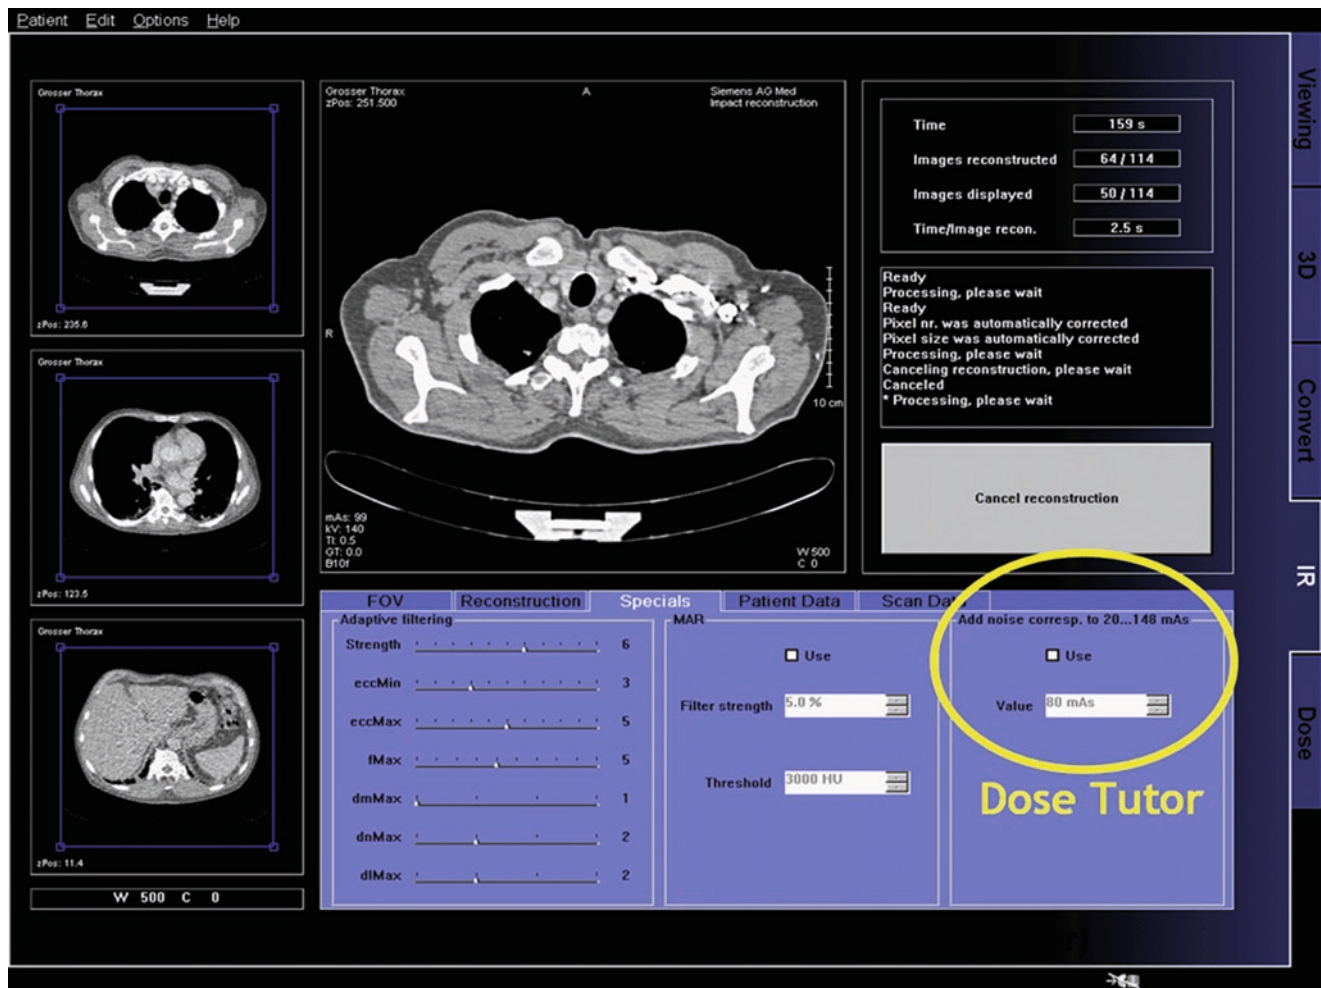 Patient Edit Options Help
Grosser Thorax
zPos: 235.6
Grosser Thorax
zPos: 123.5
Grosser Thorax
zPos: 11.4
W 500 C 0
Grosser Thorax
zPos: 251.500
A
Siemens AG Med
Impact reconstruction
R
10 cm
mAs: 99
kV: 140
TI: 0.5
GT: 0.0
B10f
W 500
C 0
Time 159 s
Images reconstructed 64 / 114
Images displayed 50 / 114
Time/Image recon. 2.5 s
Ready
Processing, please wait
Ready
Pixel nr. was automatically corrected
Pixel size was automatically corrected
Processing, please wait
Canceling reconstruction, please wait
Canceled
* Processing, please wait
Cancel reconstruction
FOV Reconstruction Specials Patient Data Scan Data
Adaptive filtering
Strength 6
eccMin 3
eccMax 5
fMax 5
dmMax 1
dnMax 2
dlMax 2
MAR
Use
Filter strength 5.0 %
Threshold 3000 HU
Add noise corresp. to 20...148 mAs
Use
Value 80 mAs
Dose Tutor
Viewing
3D
Convert
IR
Dose